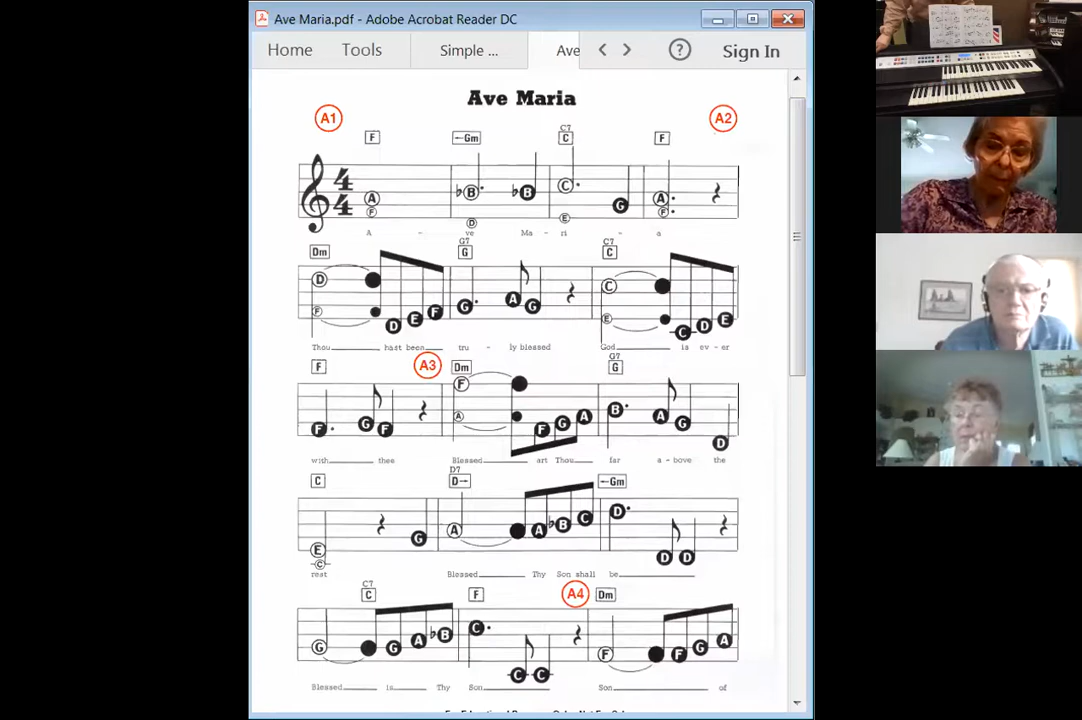 Ave Maria.pdf - Adobe Acrobat Reader DC
Home Tools Simple ... Ave Sign In
Ave Maria
A1 A2
C7
F ←Gm C F
4 4
A F B D B C E G A F
A - ve Ma - ri - a
G7 C7
Dm G C
D F D E F G A G C E C D E
Thou hast been tru - ly blessed God is ev - er
A3
G7
F Dm G
F G F F A F G A B A G D
with thee Blessed art Thou far a - bove the
D7
C D→ ←Gm
E C G A A B C D D D
rest Blessed Thy Son shall be
C7 A4
C F Dm
G G A B C C C F F G A
Blessed is Thy Son Son of